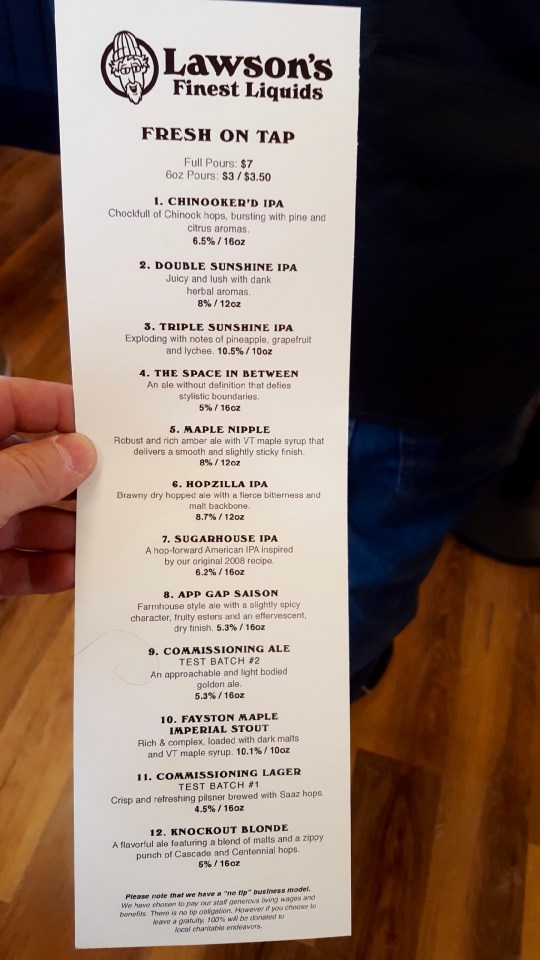 Lawson's
Finest Liquids
FRESH ON TAP
Full Pours: $7
6oz Pours: $3 / $3.50
1. CHINOOKER'D IPA
Chockfull of Chinook hops, bursting with pine and
citrus aromas.
6.5% / 16oz
2. DOUBLE SUNSHINE IPA
Juicy and lush with dank
herbal aromas.
8% / 12oz
3. TRIPLE SUNSHINE IPA
Exploding with notes of pineapple, grapefruit
and lychee. 10.5% / 10oz
4. THE SPACE IN BETWEEN
An ale without definition that defies
stylistic boundaries.
5% / 16oz
5. MAPLE NIPPLE
Robust and rich amber ale with VT maple syrup that
delivers a smooth and slightly sticky finish.
8% / 12oz
6. HOPZILLA IPA
Brawny dry hopped ale with a fierce bitterness and
malt backbone.
8.7% / 12oz
7. SUGARHOUSE IPA
A hop-forward American IPA inspired
by our original 2008 recipe.
6.2% / 16oz
8. APP GAP SAISON
Farmhouse style ale with a slightly spicy
character, fruity esters and an effervescent,
dry finish. 5.3% / 16oz
9. COMMISSIONING ALE
TEST BATCH #2
An approachable and light bodied
golden ale.
5.3% / 16oz
10. FAYSTON MAPLE
IMPERIAL STOUT
Rich & complex, loaded with dark malts
and VT maple syrup. 10.1% / 10oz
11. COMMISSIONING LAGER
TEST BATCH #1
Crisp and refreshing pilsner brewed with Saaz hops.
4.5% / 16oz
12. KNOCKOUT BLONDE
A flavorful ale featuring a blend of malts and a zippy
punch of Cascade and Centennial hops.
5% / 16oz
Please note that we have a "no tip" business model.
We have chosen to pay our staff generous living wages and
benefits. There is no tip obligation. However if you choose to
leave a gratuity, 100% will be donated to
local charitable endeavors.